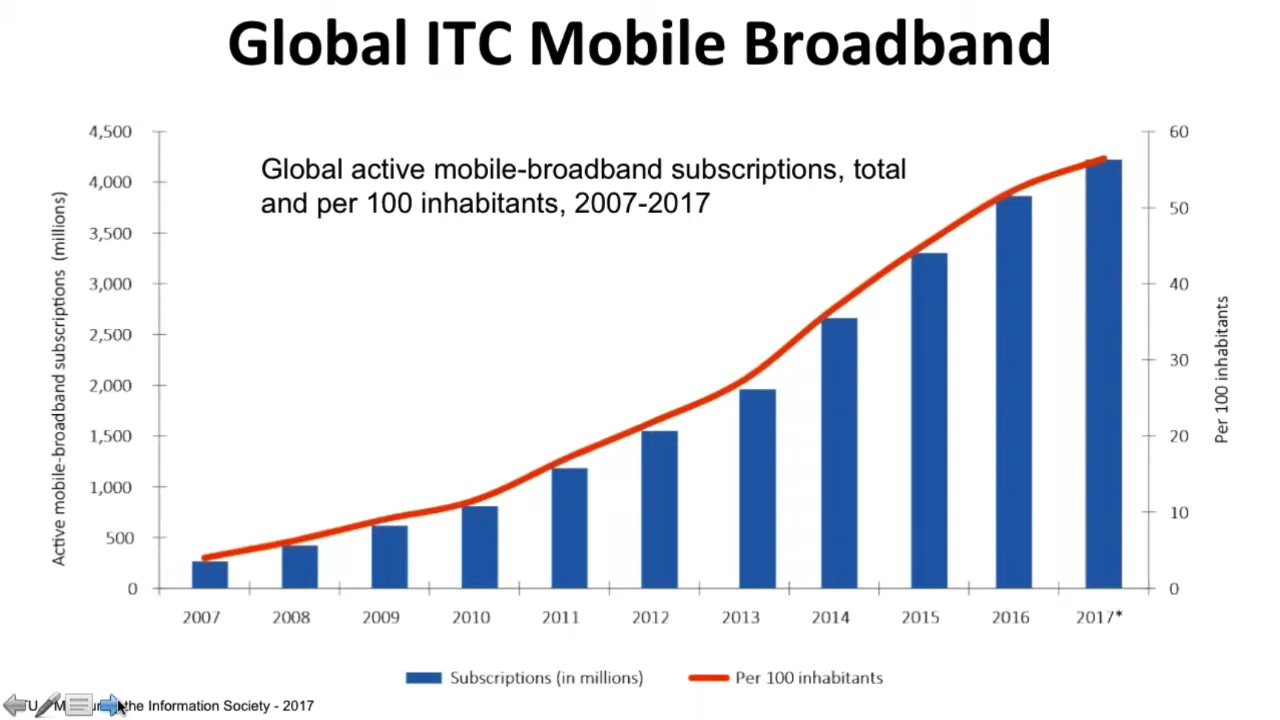 Global ITC Mobile Broadband
Global active mobile-broadband subscriptions, total
and per 100 inhabitants, 2007-2017
Active mobile-broadband subscriptions (millions)
4,500
4,000
3,500
3,000
2,500
2,000
1,500
1,000
500
0
60
50
40
30
20
10
0
Per 100 inhabitants
2007 2008 2009 2010 2011 2012 2013 2014 2015 2016 2017*
Subscriptions (in millions) Per 100 inhabitants
the Information Society - 2017